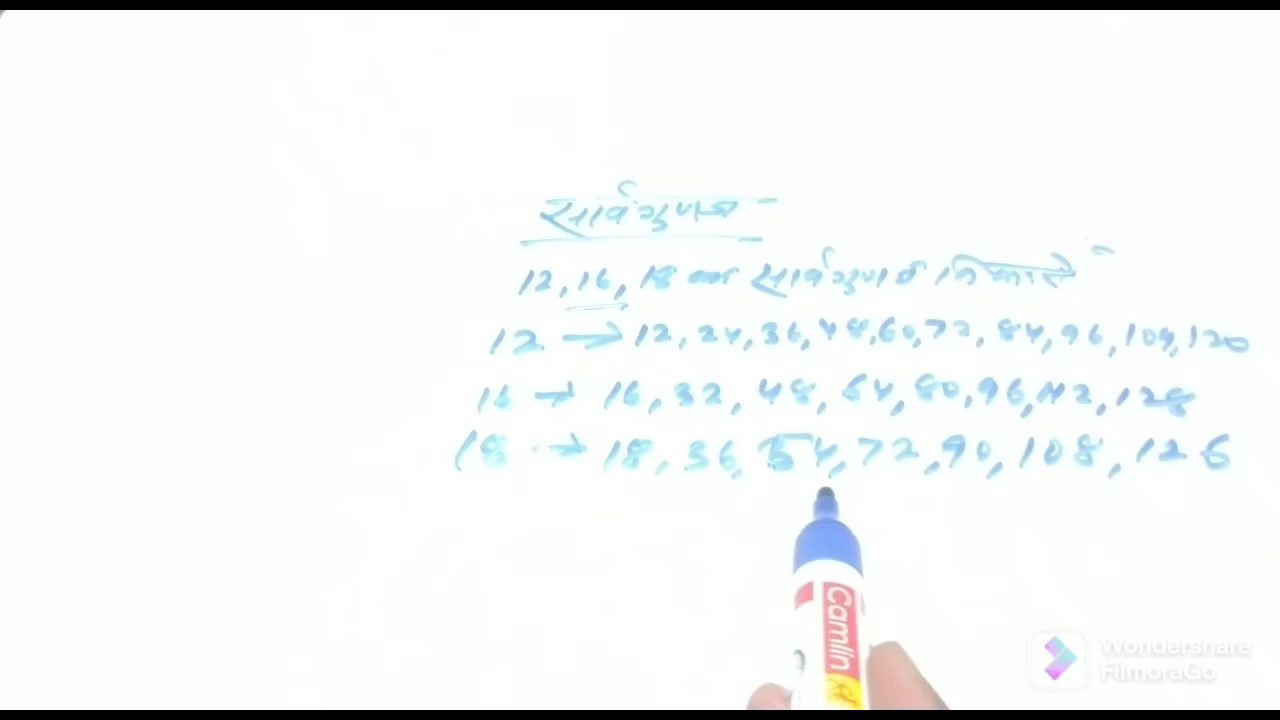 सार्वगुणज
12, 16, 18 का सार्वगुणज निकालें
12 → 12, 24, 36, 48, 60, 72, 84, 96, 104, 120
16 → 16, 32, 48, 64, 80, 96, 112, 128
18 → 18, 36, 54, 72, 90, 108, 126
Camlin
Wondershare
FilmoraGo